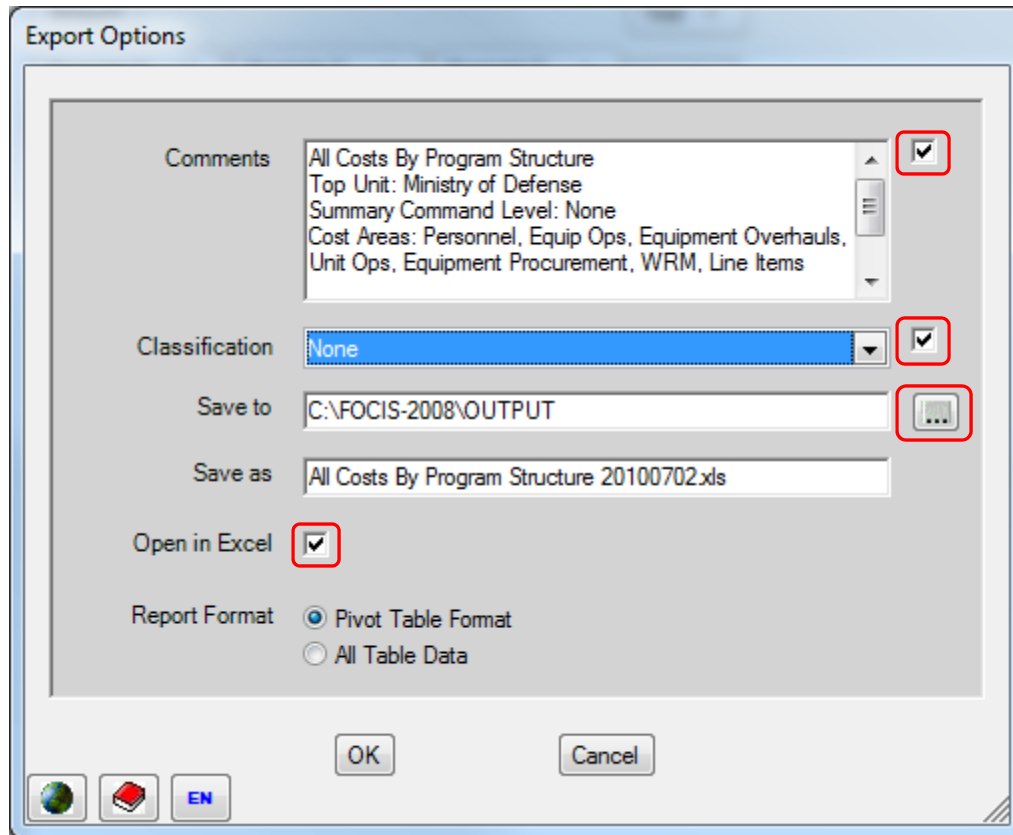 Export Options
Comments
All Costs By Program Structure
Top Unit: Ministry of Defense
Summary Command Level: None
Cost Areas: Personnel, Equip Ops, Equipment Overhauls,
Unit Ops, Equipment Procurement, WRM, Line Items
Classification
None
Save to
C:\FOCIS-2008\OUTPUT
...
Save as
All Costs By Program Structure 20100702.xls
Open in Excel
Report Format
Pivot Table Format
All Table Data
OK
Cancel
EN